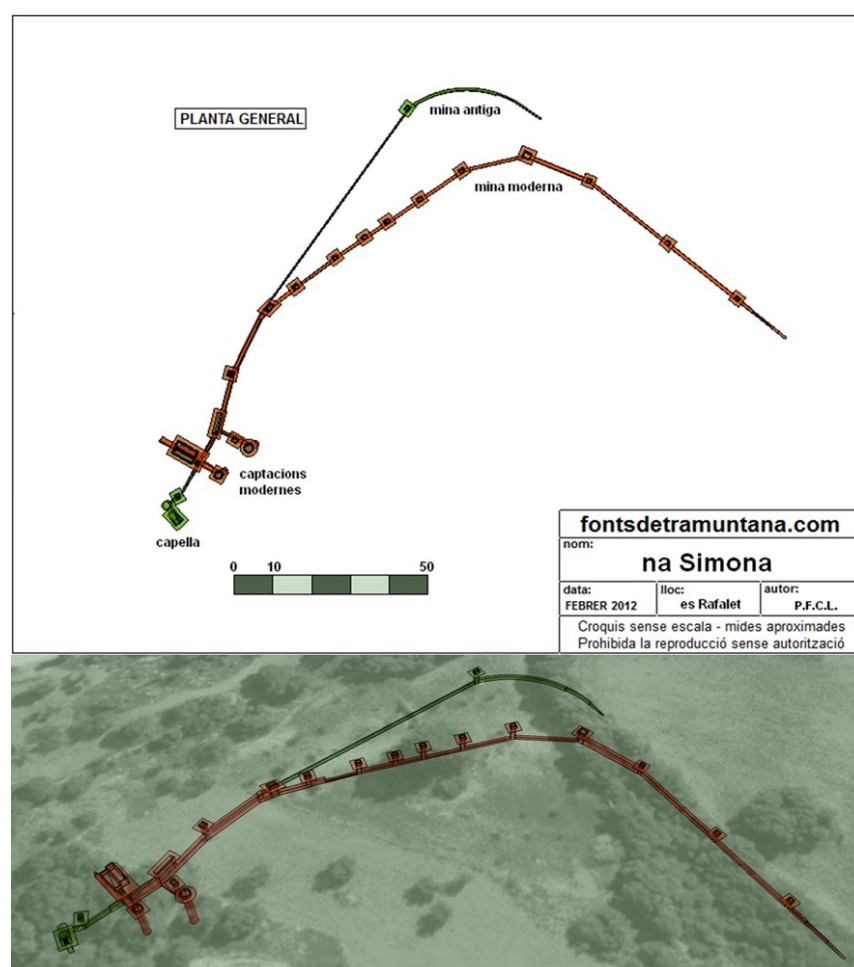 PLANTA GENERAL
mina antiga
mina moderna
captacions
modernes
capella
0 10 50
fontsdetramuntana.com
nom:
na Simona
data:
FEBRER 2012
lloc:
es Rafalet
autor:
P.F.C.L.
Croquis sense escala - mides aproximades
Prohibida la reproducció sense autorització